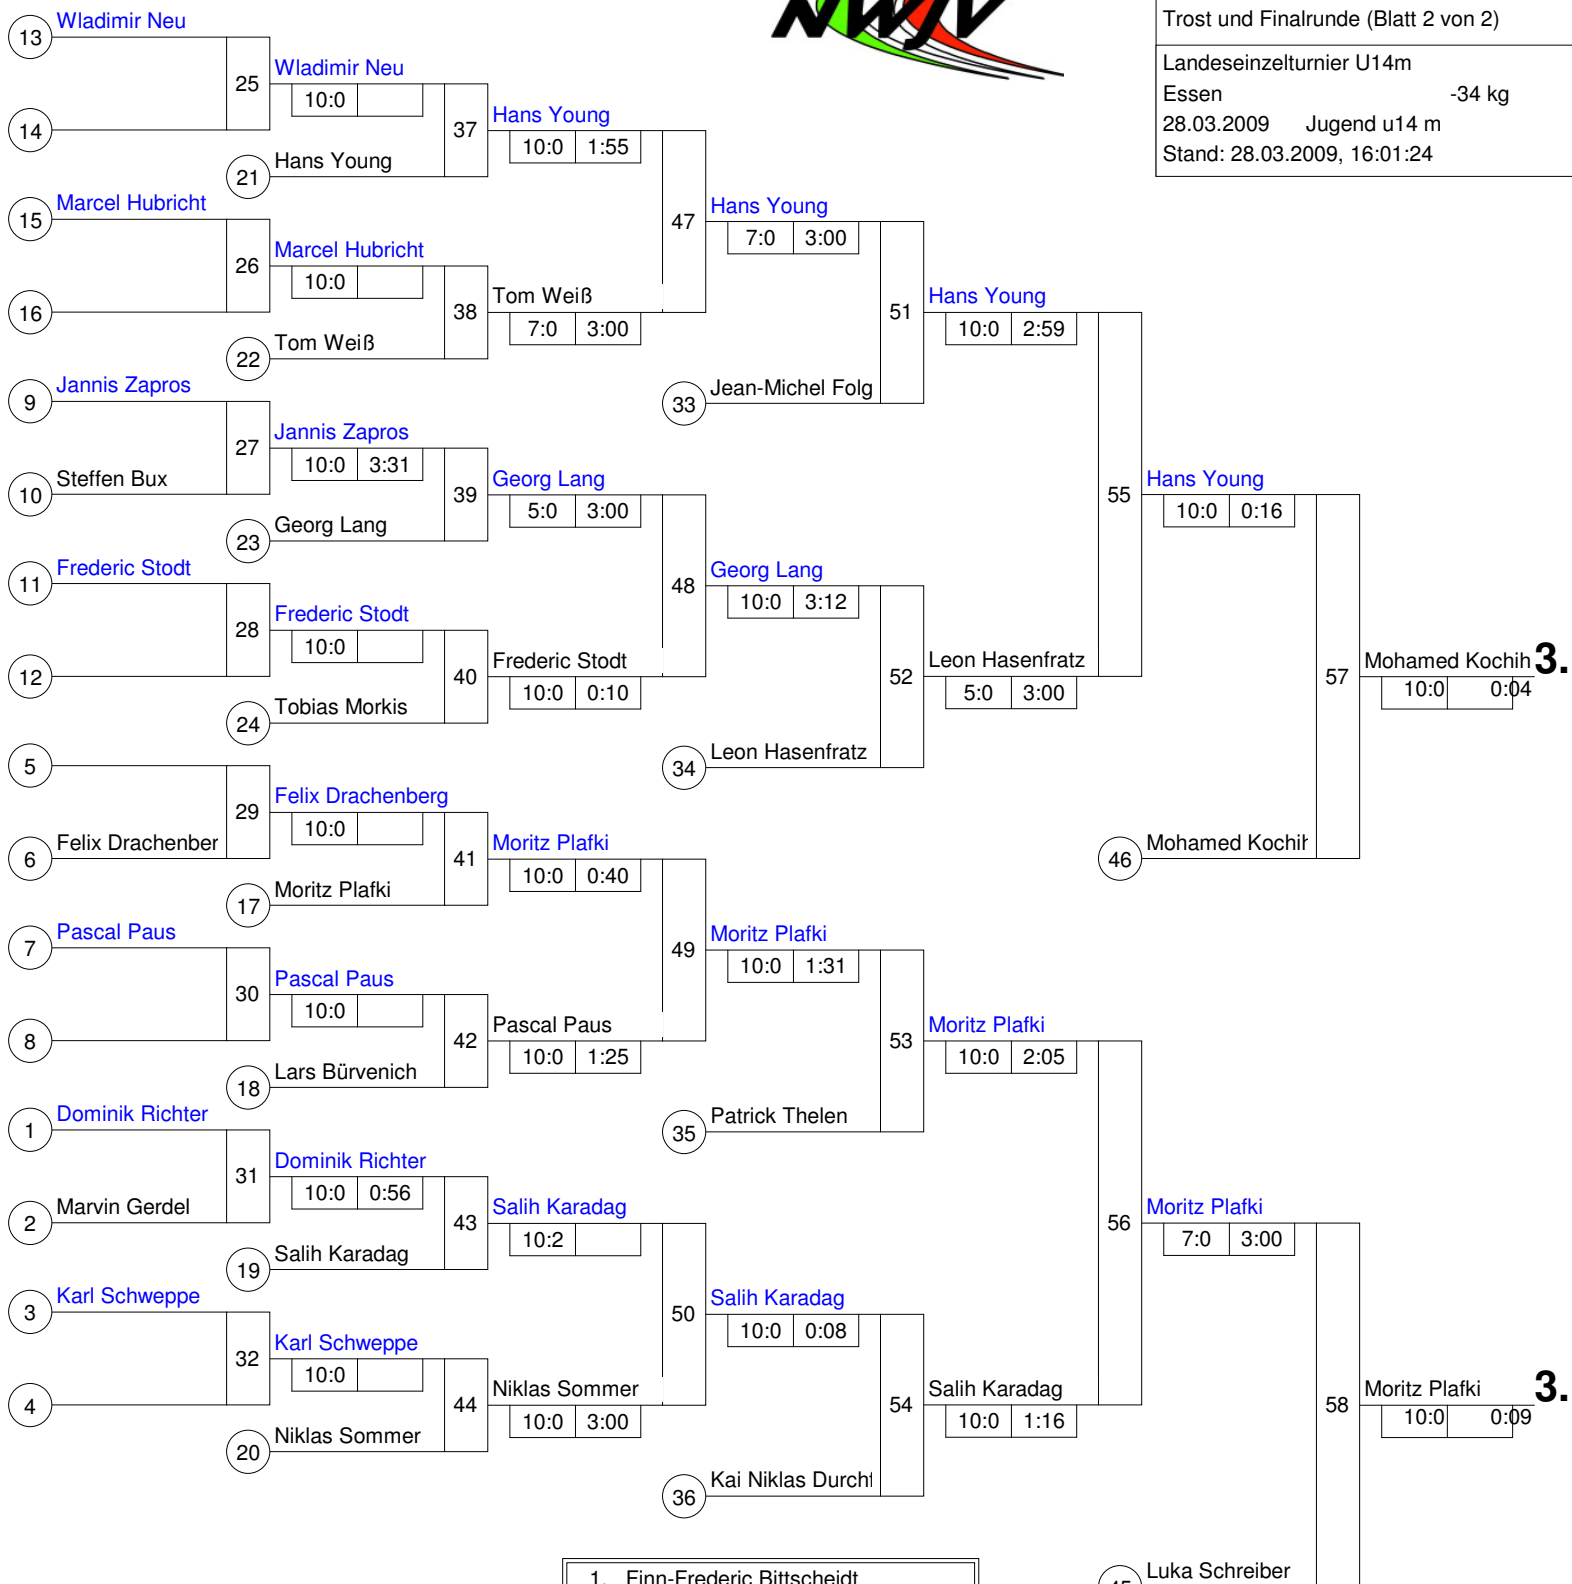 NWJV
Trost und Finalrunde (Blatt 2 von 2)
Landeseinzelturnier U14m
Essen -34 kg
28.03.2009 Jugend u14 m
Stand: 28.03.2009, 16:01:24
13 Wladimir Neu
25 Wladimir Neu
10:0
14
37 Hans Young
10:0 1:55
21 Hans Young
15 Marcel Hubricht
47 Hans Young
7:0 3:00
26 Marcel Hubricht
10:0
16
38 Tom Weiß
7:0 3:00
22 Tom Weiß
51 Hans Young
10:0 2:59
33 Jean-Michel Folg
9 Jannis Zapros
27 Jannis Zapros
10:0 3:31
10 Steffen Bux
39 Georg Lang
5:0 3:00
23 Georg Lang
55 Hans Young
10:0 0:16
11 Frederic Stodt
48 Georg Lang
10:0 3:12
28 Frederic Stodt
10:0
12
40 Frederic Stodt
10:0 0:10
24 Tobias Morkis
52 Leon Hasenfratz
5:0 3:00
34 Leon Hasenfratz
57 Mohamed Kochih 3.
10:0 0:04
5
29 Felix Drachenberg
10:0
6 Felix Drachenber
41 Moritz Plafki
10:0 0:40
17 Moritz Plafki
46 Mohamed Kochih
7 Pascal Paus
49 Moritz Plafki
10:0 1:31
30 Pascal Paus
10:0
8
42 Pascal Paus
10:0 1:25
18 Lars Bürvenich
53 Moritz Plafki
10:0 2:05
35 Patrick Thelen
1 Dominik Richter
31 Dominik Richter
10:0 0:56
2 Marvin Gerdel
43 Salih Karadag
10:2
19 Salih Karadag
56 Moritz Plafki
7:0 3:00
3 Karl Schweppe
50 Salih Karadag
10:0 0:08
32 Karl Schweppe
10:0
4
44 Niklas Sommer
10:0 3:00
20 Niklas Sommer
54 Salih Karadag
10:0 1:16
36 Kai Niklas Durchf
58 Moritz Plafki 3.
10:0 0:09
45 Luka Schreiber
1. Finn-Frederic Bittscheidt